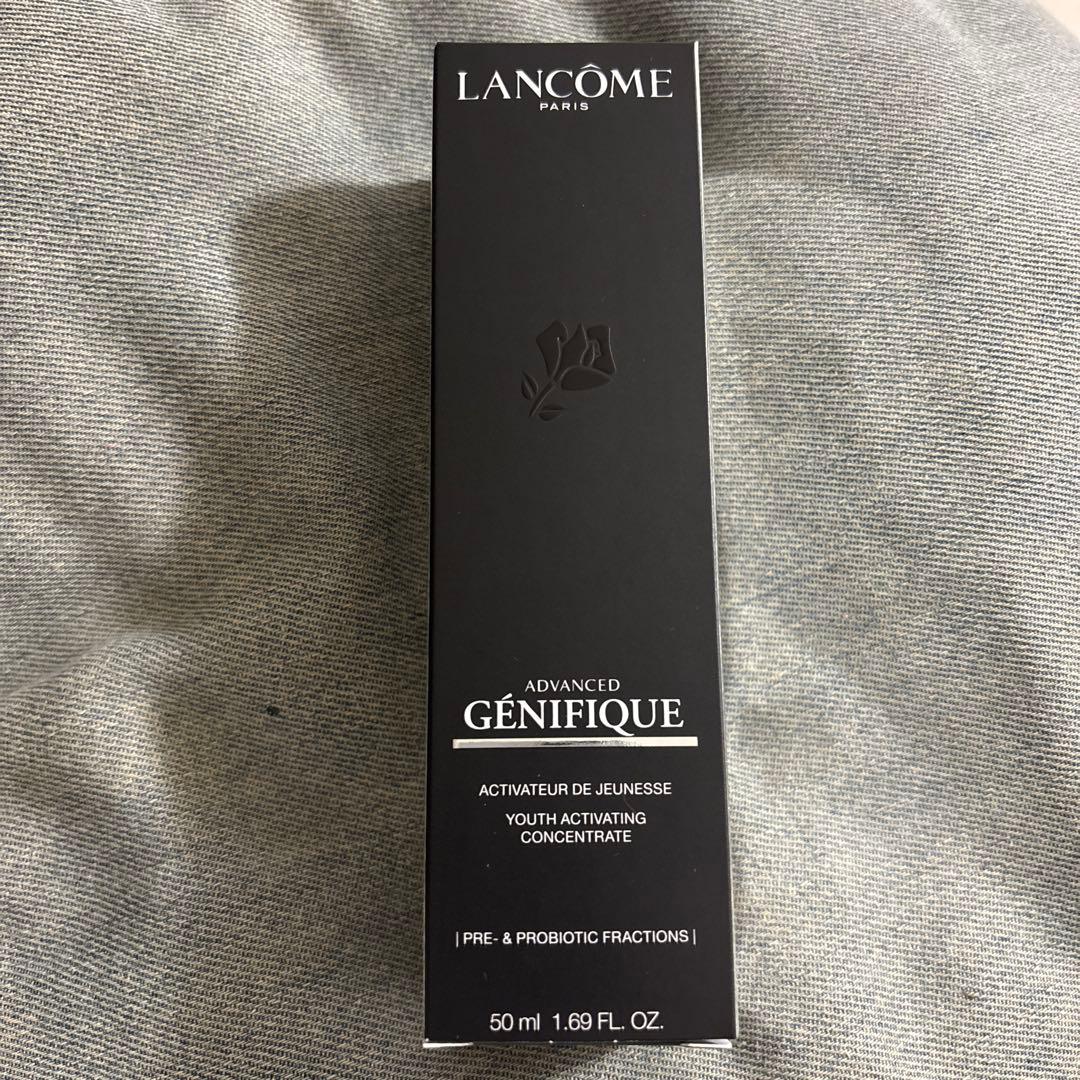 LANCÔME
PARIS
ADVANCED
GÉNIFIQUE
ACTIVATEUR DE JEUNESSE
YOUTH ACTIVATING
CONCENTRATE
| PRE- & PROBIOTIC FRACTIONS |
50 ml 1.69 FL. OZ.